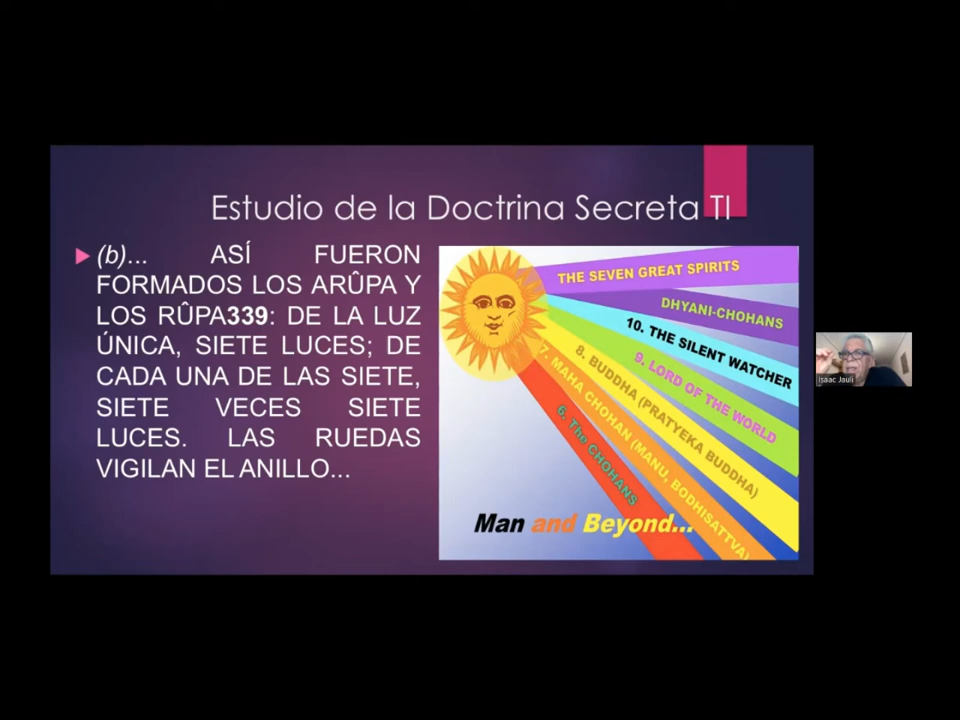 Estudio de la Doctrina Secreta TI
(b)... ASÍ FUERON
FORMADOS LOS ARÛPA Y
LOS RÛPA339: DE LA LUZ
ÚNICA, SIETE LUCES; DE
CADA UNA DE LAS SIETE,
SIETE VECES SIETE
LUCES. LAS RUEDAS
VIGILAN EL ANILLO...
THE SEVEN GREAT SPIRITS
DHYANI-CHOHANS
10. THE SILENT WATCHER
9. LORD OF THE WORLD
8. BUDDHA (PRATYEKA BUDDHA)
7. MAHA CHOHAN (MANU, BODHISATTVA)
6. The CHOHANS
Man and Beyond...
Isaac Jauli